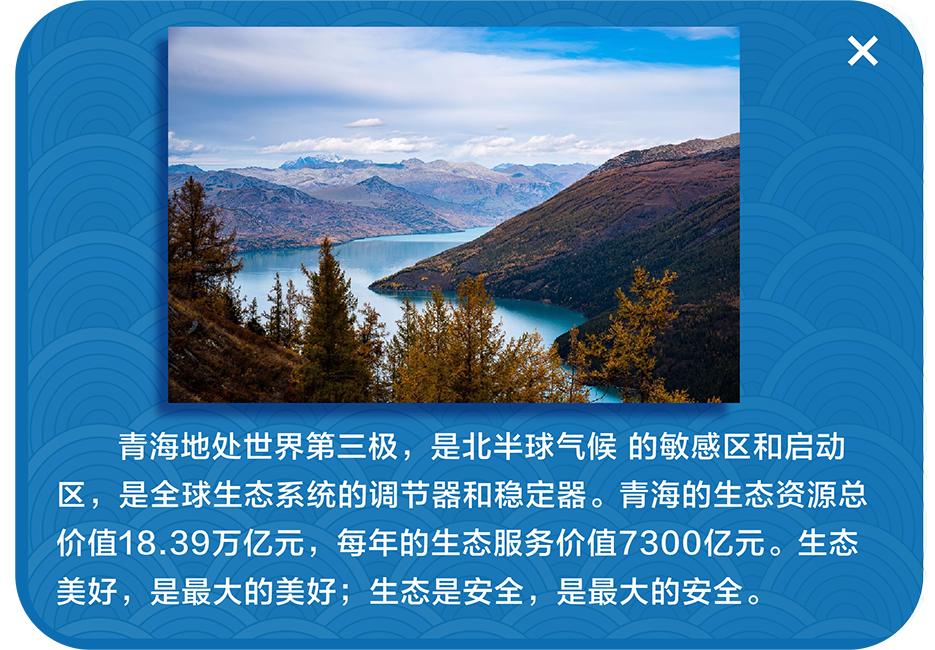 青海地处世界第三极，是北半球气候 的敏感区和启动
区，是全球生态系统的调节器和稳定器。青海的生态资源总
价值18.39万亿元，每年的生态服务价值7300亿元。生态
美好，是最大的美好；生态是安全，是最大的安全。